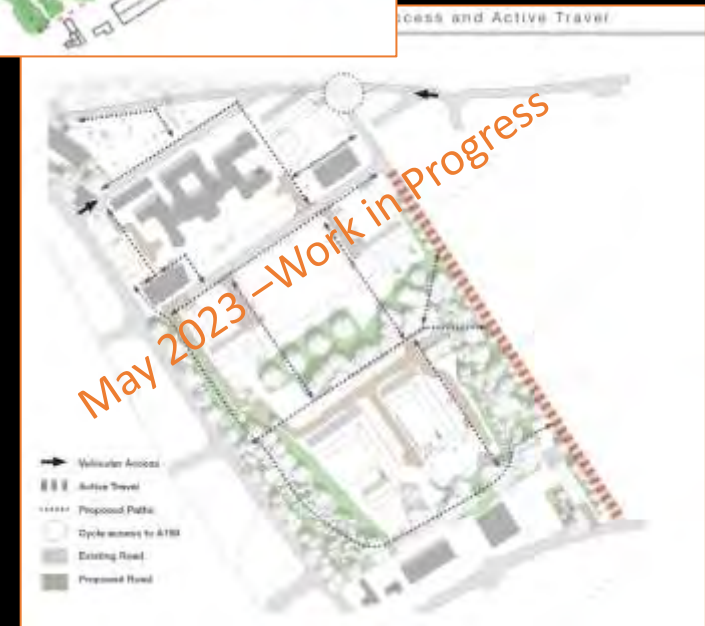 ccess and Active Travel
May 2023 –Work in Progress
Vehicular Access
Active Travel
Proposed Paths
Cycle access to
Existing Road
Proposed Road